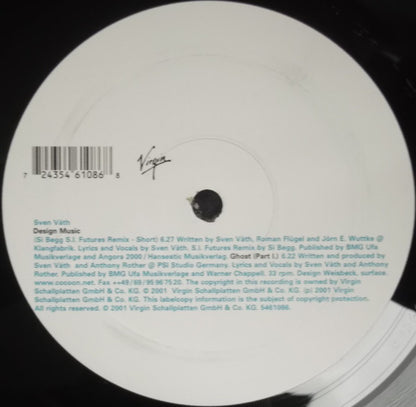 Virgin
7 24354 61086 8
Sven Väth
Design Music
(Si Begg S.I. Futures Remix - Short) 6.27 Written by Sven Väth, Roman Flügel and Jörn E. Wuttke @
Klangfabrik. Lyrics and Vocals by Sven Väth. S.I. Futures Remix by Si Begg. Published by BMG Ufa
Musikverlage and Angora 2000 / Hanseatic Musikverlag. Ghost (Part I.) 6.22 Written and produced by
Sven Väth and Anthony Rother @ PSI Studio Germany. Lyrics and Vocals by Sven Väth and Anthony
Rother. Published by BMG Ufa Musikverlage and Warner Chappell. 33 rpm. Design Weisbeck, surface.
www.cocoon.net. Fax ++49/69/95 96 75 20. The copyright in this recording is owned by Virgin
Schallplatten GmbH & Co. KG. © 2001 Virgin Schallplatten GmbH & Co. KG. (p) 2001 Virgin
Schallplatten GmbH & Co. KG. This labelcopy information is the subject of copyright protection.
All rights reserved. © 2001 Virgin Schallplatten GmbH & Co. KG. 5461086.